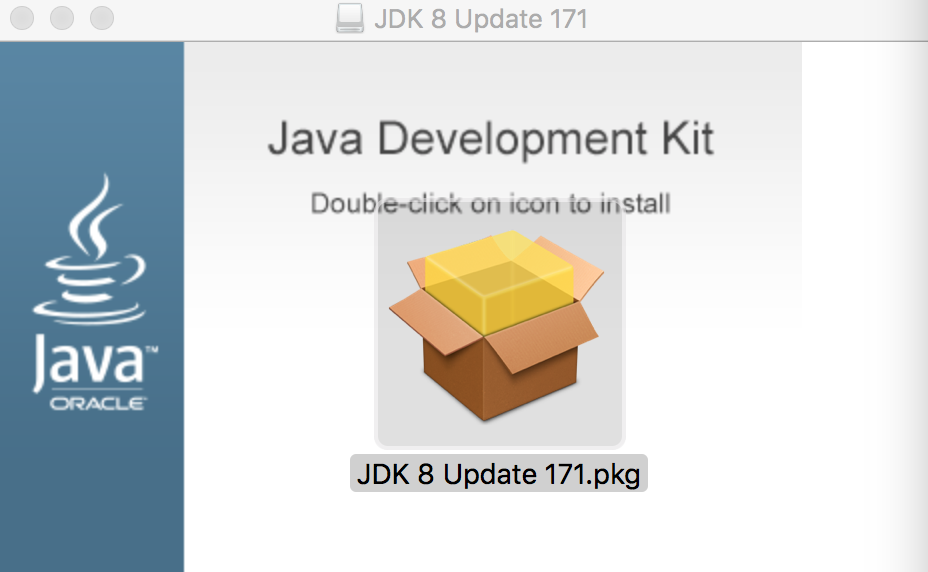 JDK 8 Update 171
Java Development Kit
Double-click on icon to install
Java™
ORACLE®
JDK 8 Update 171.pkg